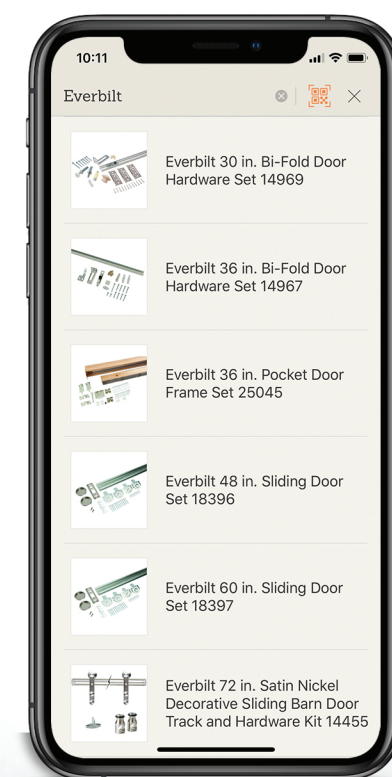 10:11
Everbilt
Everbilt 30 in. Bi-Fold Door
Hardware Set 14969
Everbilt 36 in. Bi-Fold Door
Hardware Set 14967
Everbilt 36 in. Pocket Door
Frame Set 25045
Everbilt 48 in. Sliding Door
Set 18396
Everbilt 60 in. Sliding Door
Set 18397
Everbilt 72 in. Satin Nickel
Decorative Sliding Barn Door
Track and Hardware Kit 14455